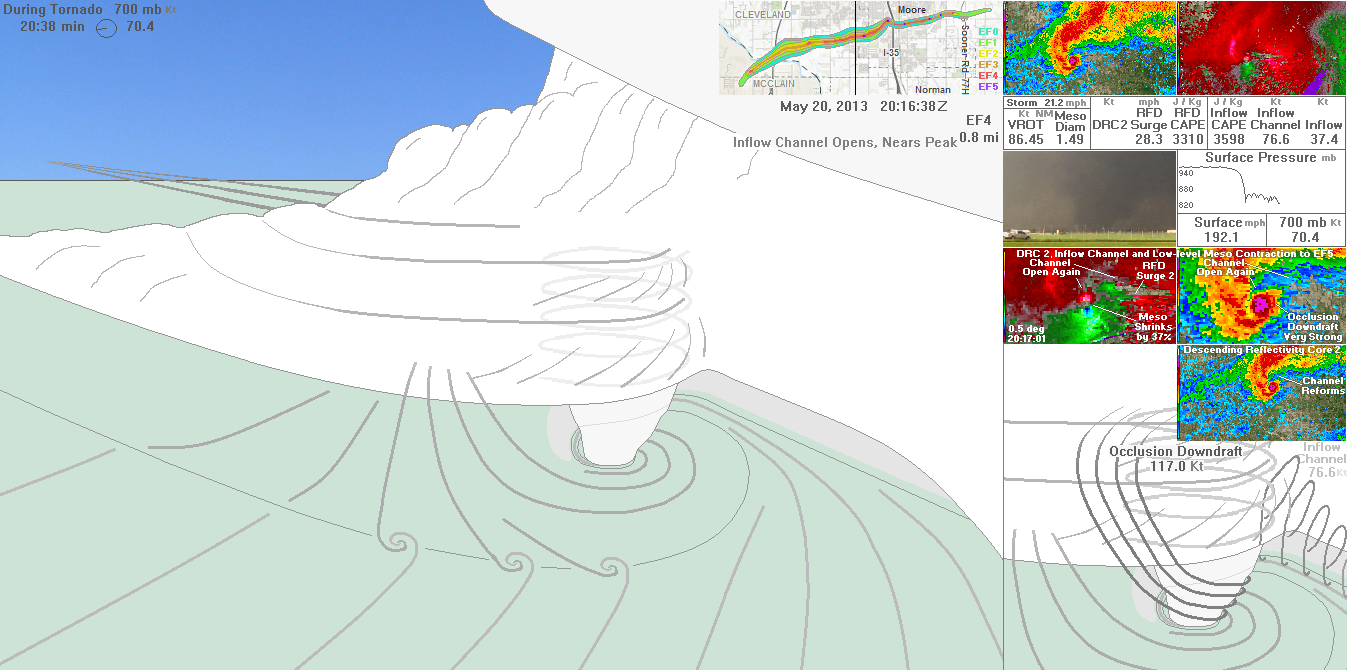 During Tornado 700 mb Kt
20:38 min 70.4
CLEVELAND
Moore
I-35
Sooner Rd-77H
MCCLAIN
Norman
EF0
EF1
EF2
EF3
EF4
EF5
May 20, 2013 20:16:38Z
EF4
0.8 mi
Inflow Channel Opens, Nears Peak
Storm 21.2 mph
Kt NM
VROT Meso Diam
86.45 1.49
Kt mph J / Kg
DRC2 RFD Surge RFD CAPE
28.3 3310
J / Kg Kt Kt
Inflow CAPE Inflow Channel Inflow
3598 76.6 37.4
Surface Pressure mb
940
880
820
Surface mph 700 mb Kt
192.1 70.4
DRC 2, Inflow Channel and Low-level Meso Contraction to EF5
Channel
Open Again
RFD
Surge 2
Meso
Shrinks
by 37%
0.5 deg
20:17:01
Channel
Open Again
Occlusion
Downdraft
Very Strong
Descending Reflectivity Core 2
Channel
Reforms
Occlusion Downdraft
117.0 Kt
Inflow
Channel
76.6 Kt